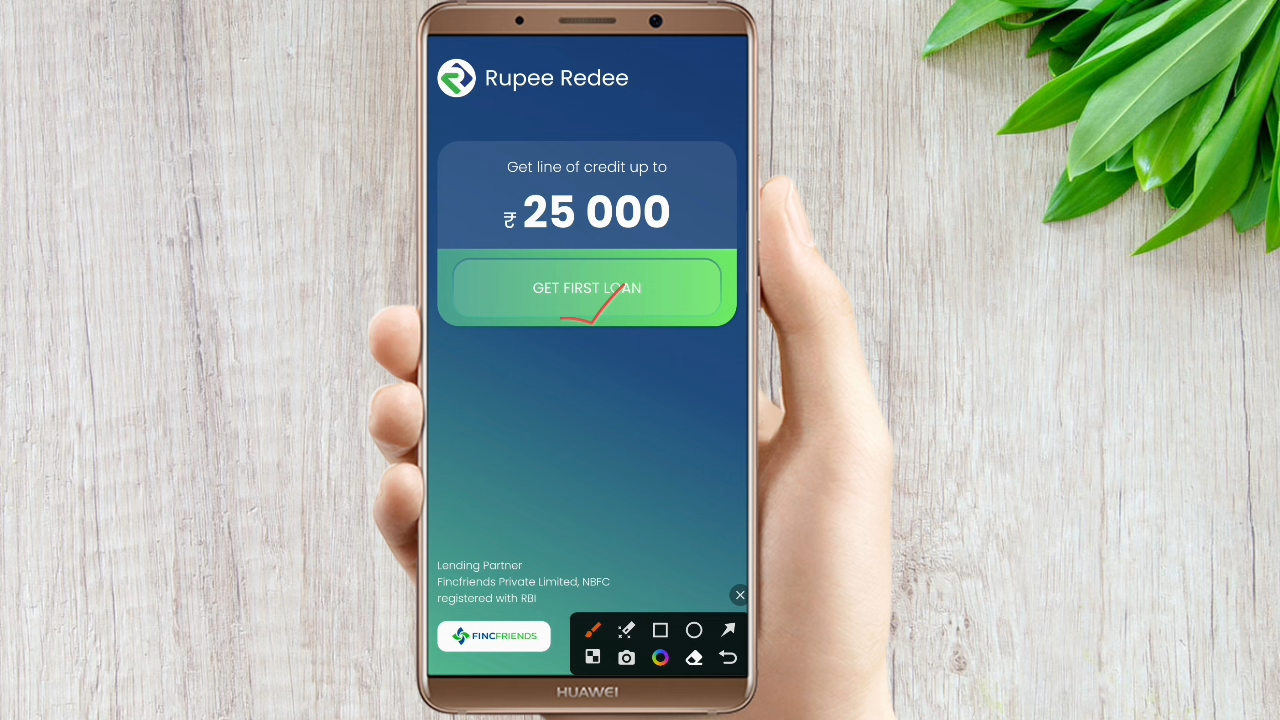 Rupee Redee
Get line of credit up to
₹ 25 000
GET FIRST LOAN
Lending Partner
Fincfriends Private Limited, NBFC
registered with RBI
FINCFRIENDS
HUAWEI